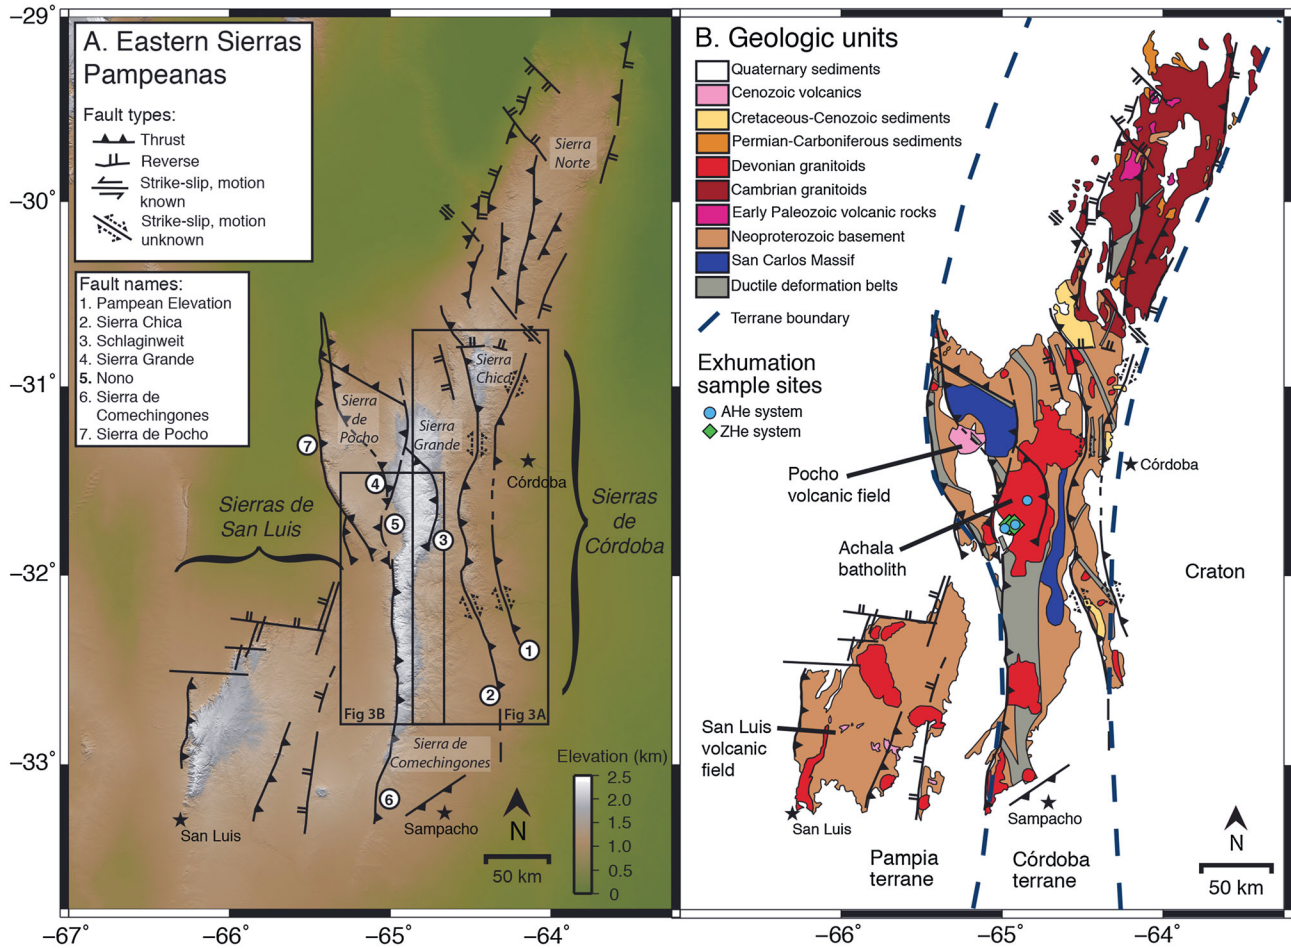 A. Eastern Sierras
Pampeanas
Fault types:
Thrust
Reverse
Strike-slip, motion
known
Strike-slip, motion
unknown
Fault names:
1. Pampean Elevation
2. Sierra Chica
3. Schlaginweit
4. Sierra Grande
5. Nono
6. Sierra de
Comechingones
7. Sierra de Pocho
−29°
−30°
−31°
−32°
−33°
−67°
−66°
−65°
−64°
Sierra
Norte
Sierra
Chica
Sierra
de
Pocho
Sierra
Grande
7
4
5
3
1
2
6
Córdoba
Sierras de
San Luis
Sierras
de
Córdoba
Fig 3B
Fig 3A
Sierra de
Comechingones
San Luis
Sampacho
Elevation (km)
2.5
2.0
1.5
1.0
0.5
0
N
50 km
B. Geologic units
Quaternary sediments
Cenozoic volcanics
Cretaceous-Cenozoic sediments
Permian-Carboniferous sediments
Devonian granitoids
Cambrian granitoids
Early Paleozoic volcanic rocks
Neoproterozoic basement
San Carlos Massif
Ductile deformation belts
Terrane boundary
Exhumation
sample sites
AHe system
ZHe system
Pocho
volcanic field
Achala
batholith
Córdoba
Craton
San Luis
volcanic
field
San Luis
Sampacho
Pampia
terrane
Córdoba
terrane
N
50 km
−66°
−65°
−64°